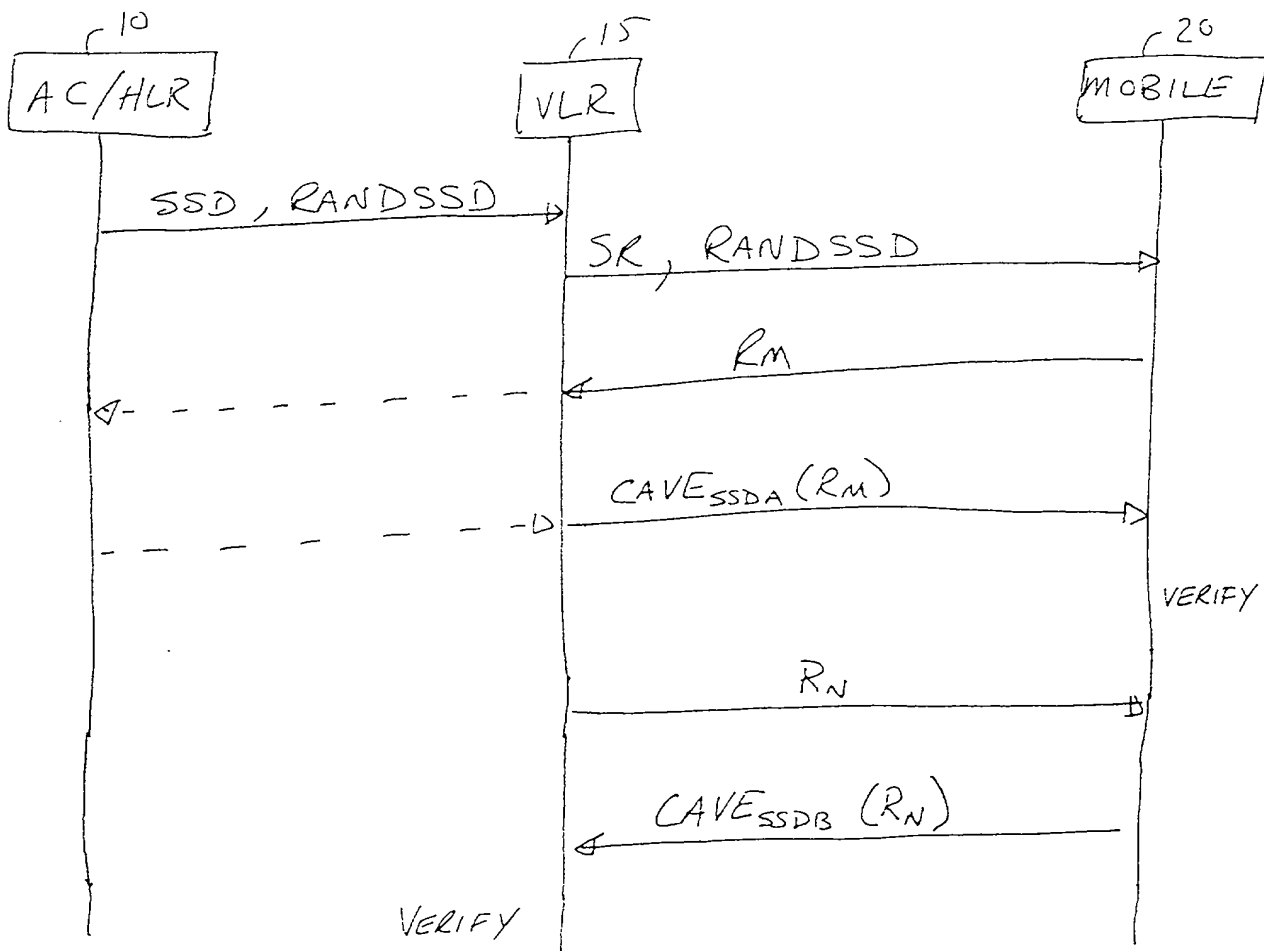 10
15
20
AC/HLR
VLR
MOBILE
SSD, RANDSSD
SR, RANDSSD
RM
CAVESSDA (RM)
VERIFY
RN
CAVESSDB (RN)
VERIFY